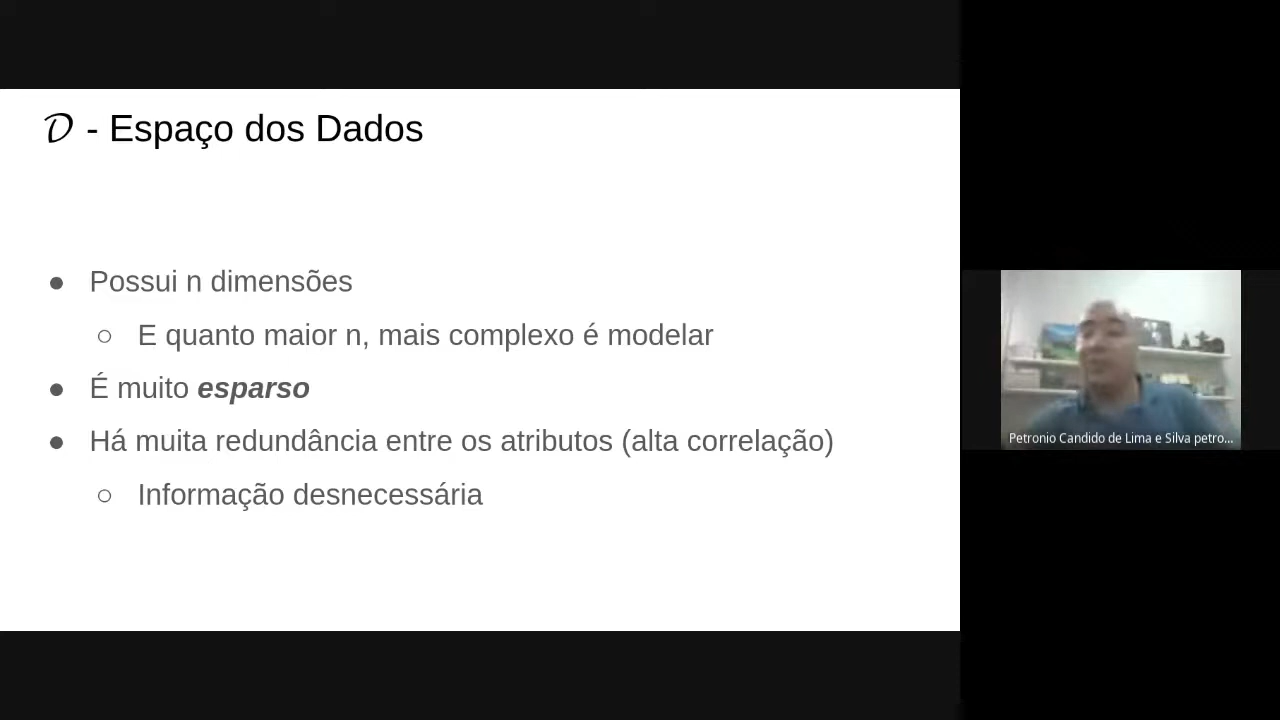 𝒟 - Espaço dos Dados
● Possui n dimensões
○ E quanto maior n, mais complexo é modelar
● É muito esparso
● Há muita redundância entre os atributos (alta correlação)
○ Informação desnecessária
Petronio Candido de Lima e Silva petro...